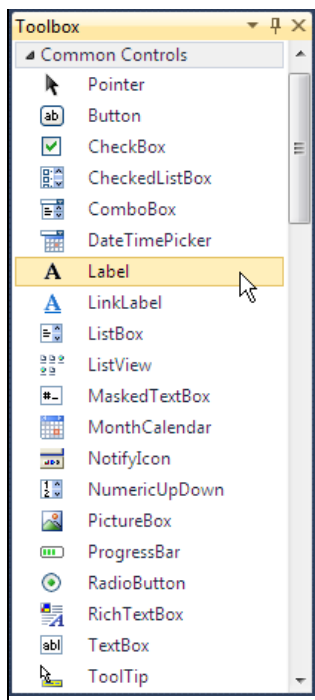 Toolbox
Common Controls
Pointer
Button
CheckBox
CheckedListBox
ComboBox
DateTimePicker
Label
LinkLabel
ListBox
ListView
MaskedTextBox
MonthCalendar
NotifyIcon
NumericUpDown
PictureBox
ProgressBar
RadioButton
RichTextBox
TextBox
ToolTip